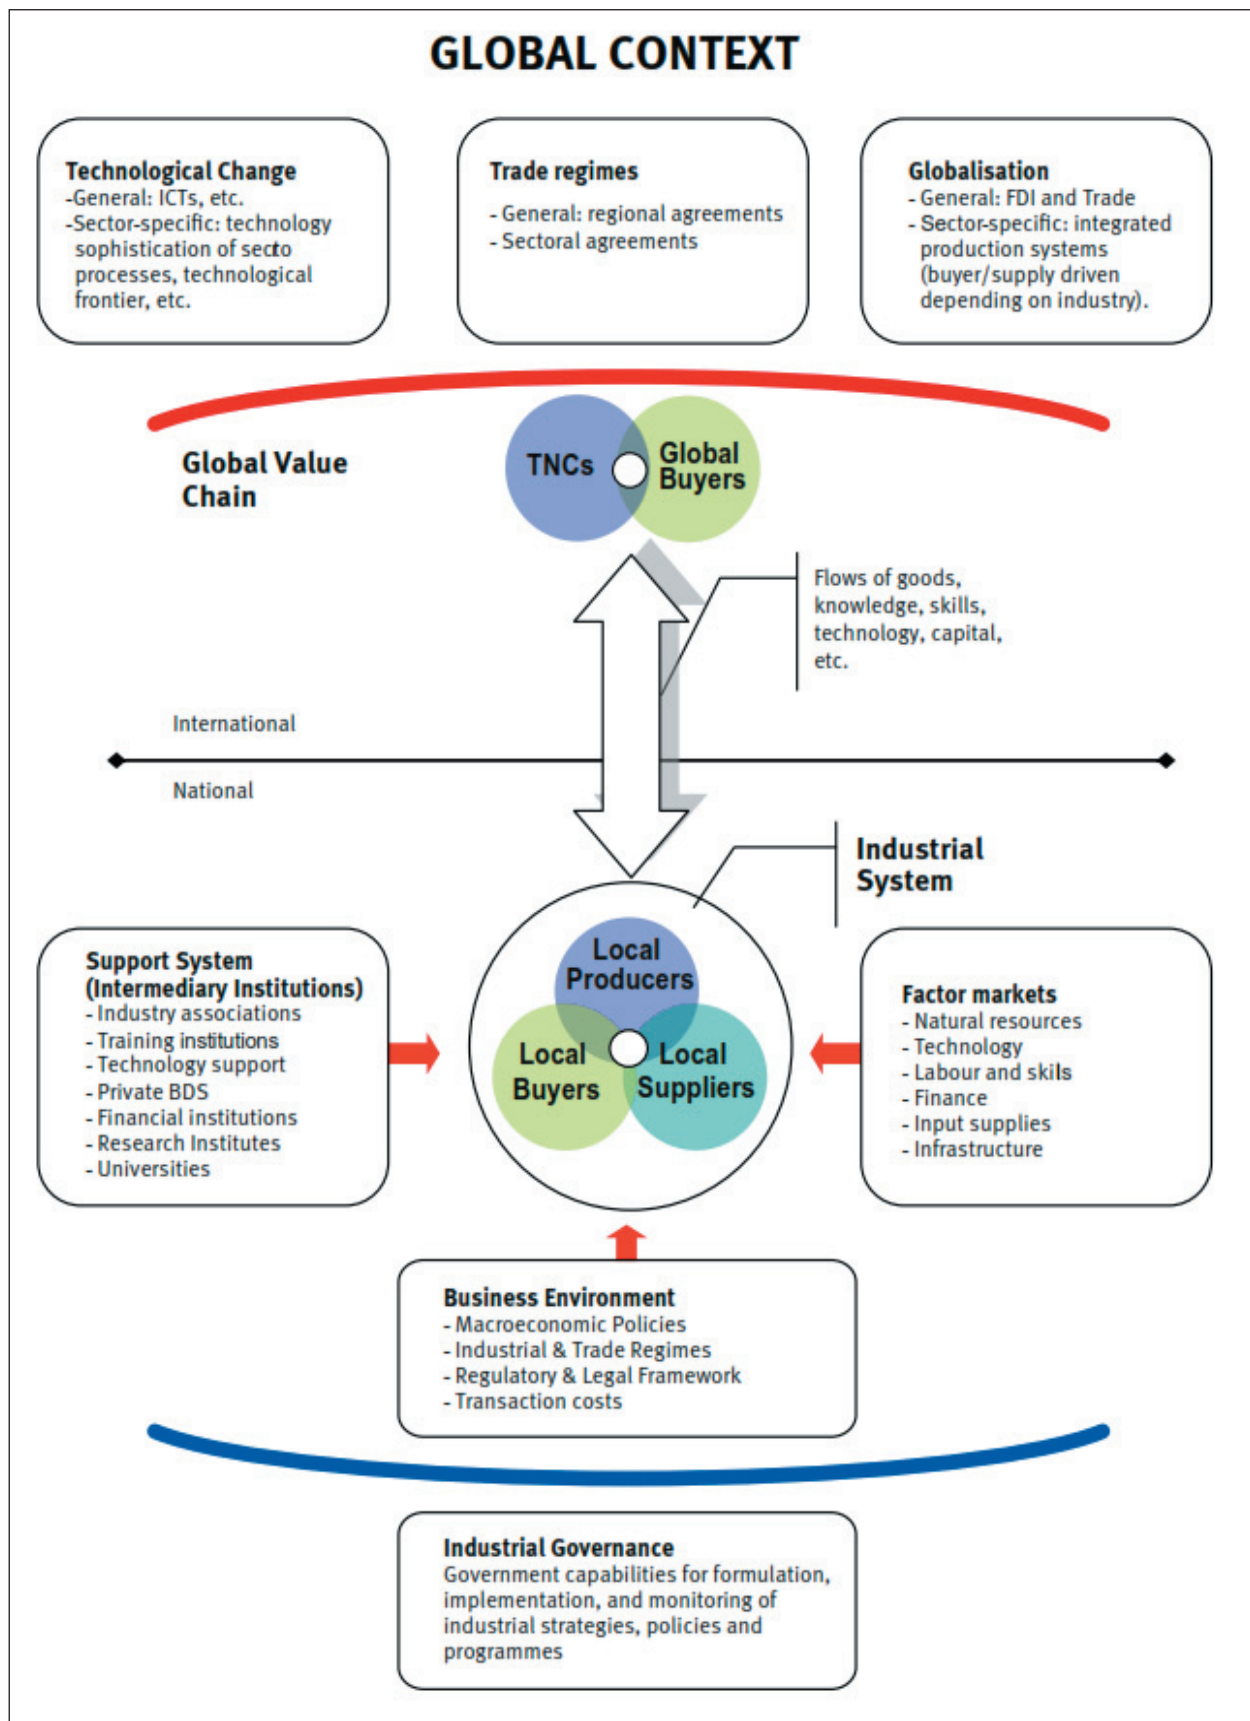 GLOBAL CONTEXT
Technological Change
-General: ICTs, etc.
-Sector-specific: technology
sophistication of secto
processes, technological
frontier, etc.
Trade regimes
- General: regional agreements
- Sectoral agreements
Globalisation
- General: FDI and Trade
- Sector-specific: integrated
production systems
(buyer/supply driven
depending on industry).
Global Value
Chain
TNCs
Global
Buyers
Flows of goods,
knowledge, skills,
technology, capital,
etc.
International
National
Industrial
System
Support System
(Intermediary Institutions)
- Industry associations
- Training institutions
- Technology support
- Private BDS
- Financial institutions
- Research Institutes
- Universities
Local
Producers
Local
Buyers
Local
Suppliers
Factor markets
- Natural resources
- Technology
- Labour and skils
- Finance
- Input supplies
- Infrastructure
Business Environment
- Macroeconomic Policies
- Industrial & Trade Regimes
- Regulatory & Legal Framework
- Transaction costs
Industrial Governance
Government capabilities for formulation,
implementation, and monitoring of
industrial strategies, policies and
programmes